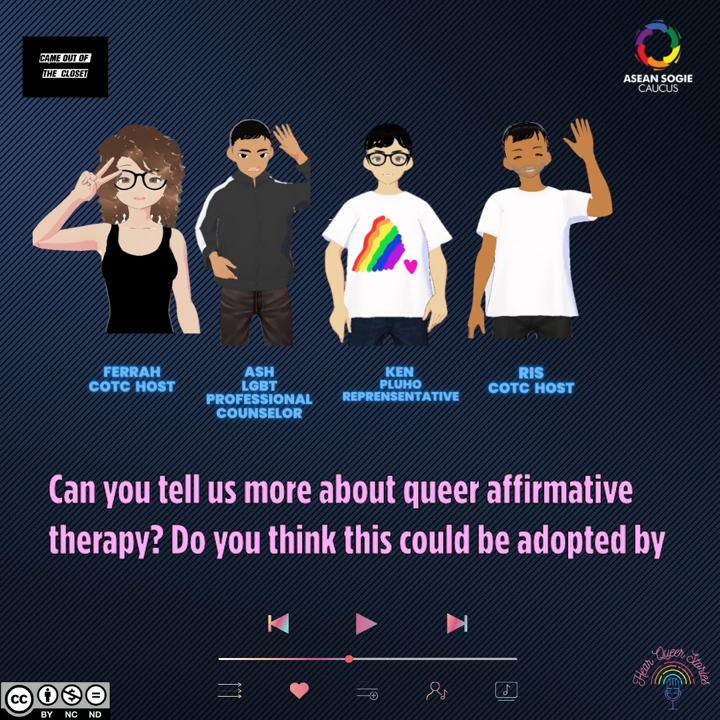 CAME OUT OF
THE CLOSET
ASEAN SOGIE
CAUCUS
FERRAH
COTC HOST
ASH
LGBT
PROFESSIONAL
COUNSELOR
KEN
PLUHO
REPRENSENTATIVE
RIS
COTC HOST
Can you tell us more about queer affirmative
therapy? Do you think this could be adopted by
Hear Queer Stories
cc
BY NC ND